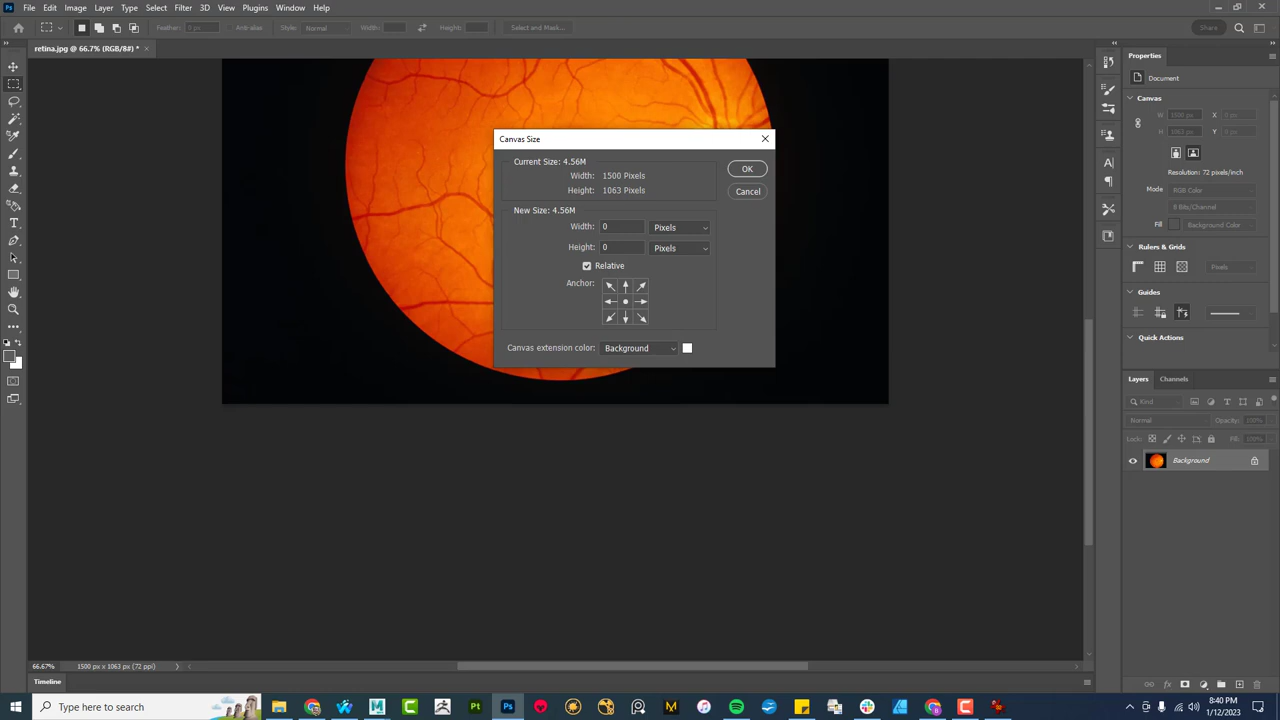 Ps File Edit Image Layer Type Select Filter 3D View Plugins Window Help
Feather: 0 px Anti-alias Style: Normal Width: Height: Select and Mask... Share
retina.jpg @ 66.7% (RGB/8#) * ×
Properties
Document
Canvas
W 1500 px X 0 px
H 1063 px Y 0 px
Resolution: 72 pixels/inch
Mode RGB Color
8 Bits/Channel
Fill Background Color
Rulers & Grids
Pixels
Guides
Quick Actions
Canvas Size
Current Size: 4.56M
Width: 1500 Pixels
Height: 1063 Pixels
OK
Cancel
New Size: 4.56M
Width: 0 Pixels
Height: 0 Pixels
Relative
Anchor:
Canvas extension color: Background
Layers Channels
Kind
Normal Opacity: 100%
Lock: Fill: 100%
Background
66.67% 1500 px x 1063 px (72 ppi)
Timeline
Type here to search
8:40 PM
1/12/2023